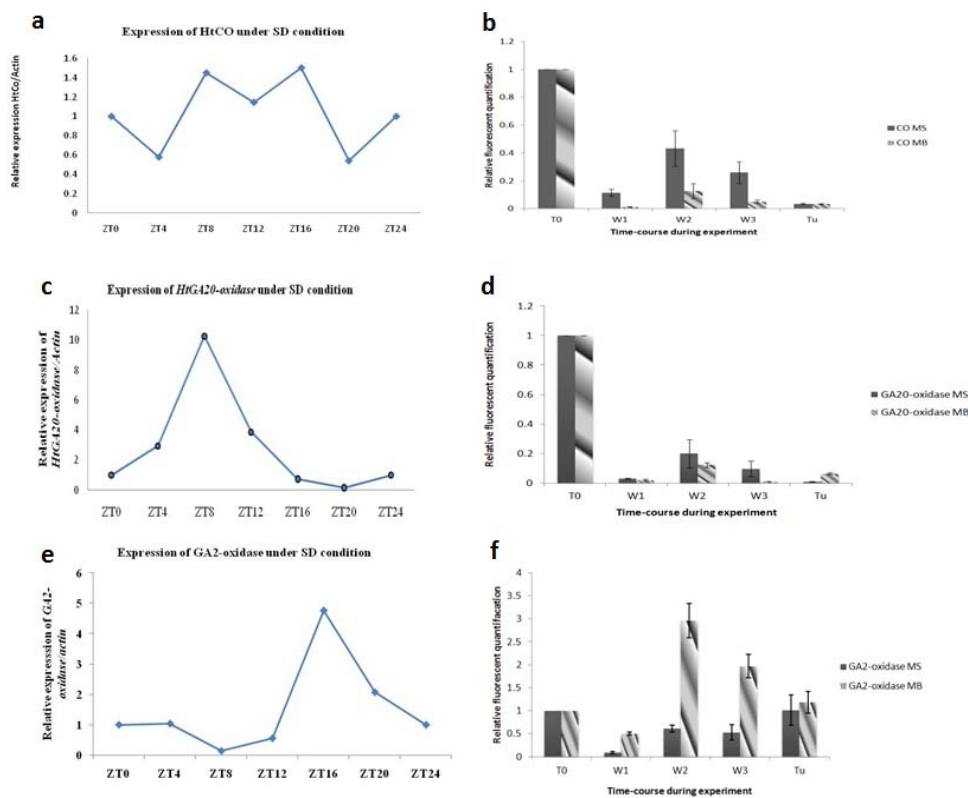 a
Expression of HtCO under SD condition
Relative expression HtCo/Actin
1.6
1.4
1.2
1
0.8
0.6
0.4
0.2
0
ZT0 ZT4 ZT8 ZT12 ZT16 ZT20 ZT24
b
Relative fluorescennt quantification
1.2
1
0.8
0.6
0.4
0.2
0
T0 W1 W2 W3 Tu
Time-course during experiment
CO MS
CO MB
c
Expression of HtGA20-oxidase under SD condition
Relative expression of
HtGA20-oxidase/Actin
12
10
8
6
4
2
0
ZT0 ZT4 ZT8 ZT12 ZT16 ZT20 ZT24
d
Relative fluorescent quantification
1.2
1
0.8
0.6
0.4
0.2
0
T0 W1 W2 W3 Tu
Time-course during experiment
GA20-oxidase MS
GA20-oxidase MB
e
Expression of GA2-oxidase under SD condition
Relative expresssion of GA2-
oxidase/actin
6
5
4
3
2
1
0
ZT0 ZT4 ZT8 ZT12 ZT16 ZT20 ZT24
f
Relative fluorescent quantifacation
4
3.5
3
2.5
2
1.5
1
0.5
0
T0 W1 W2 W3 Tu
Time-course during experiment
GA2-oxidase MS
GA2-oxidase MB